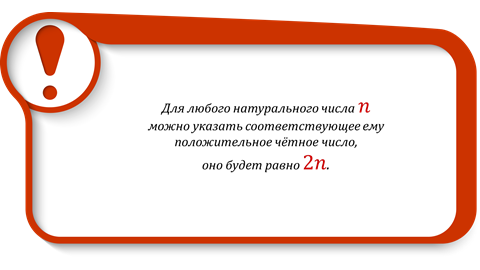 Для любого натурального числа n
можно указать соответствующее ему
положительное чётное число,
оно будет равно 2n.